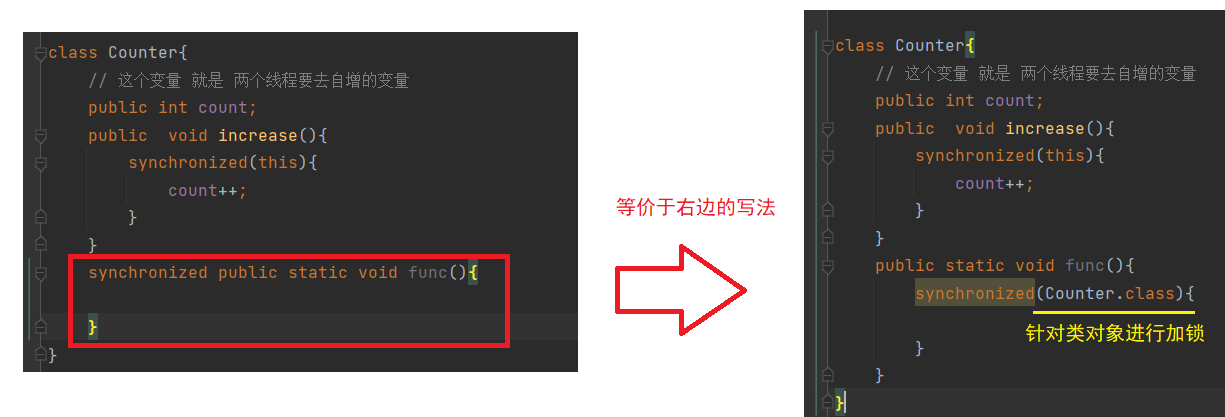 class Counter{
// 这个变量 就是 两个线程要去自增的变量
public int count;
public  void increase(){
synchronized(this){
count++;
}
}
synchronized public static void func(){
}
}
等价于右边的写法
class Counter{
// 这个变量 就是 两个线程要去自增的变量
public int count;
public  void increase(){
synchronized(this){
count++;
}
}
public static void func(){
synchronized(Counter.class){
针对类对象进行加锁
}
}
}